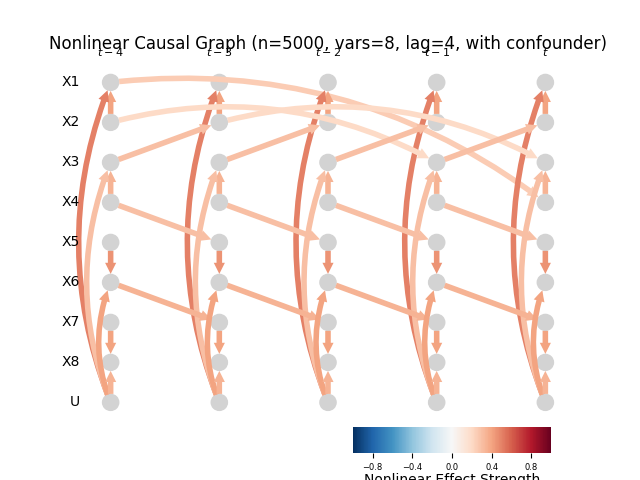 Nonlinear Causal Graph (n=5000, yars=8, lag=4, with confounder)
t−4 t−3 t−2 t−1 t
X1
X2
X3
X4
X5
X6
X7
X8
U
−0.8 −0.4 0.0 0.4 0.8
Nonlinear Effect Strength